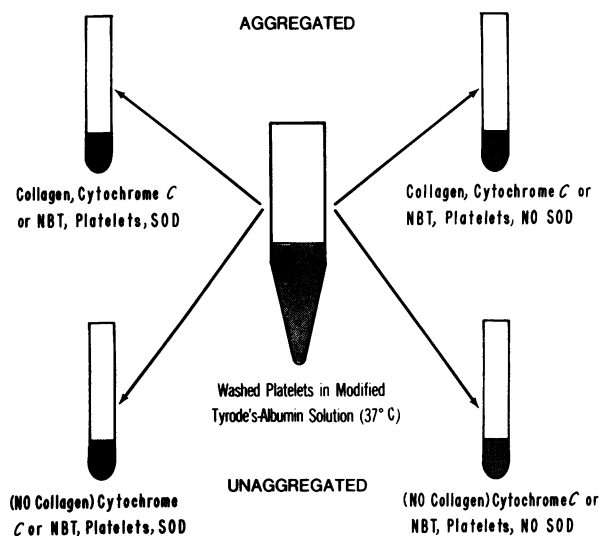 AGGREGATED
Collagen, Cytochrome C
or NBT, Platelets, SOD
Collagen, Cytochrome C or
NBT, Platelets, NO SOD
Washed Platelets in Modified
Tyrode's-Albumin Solution (37° C)
UNAGGREGATED
(NO Collagen) Cytochrome
C or NBT, Platelets, SOD
(NO Collagen) Cytochrome C or
NBT, Platelets, NO SOD